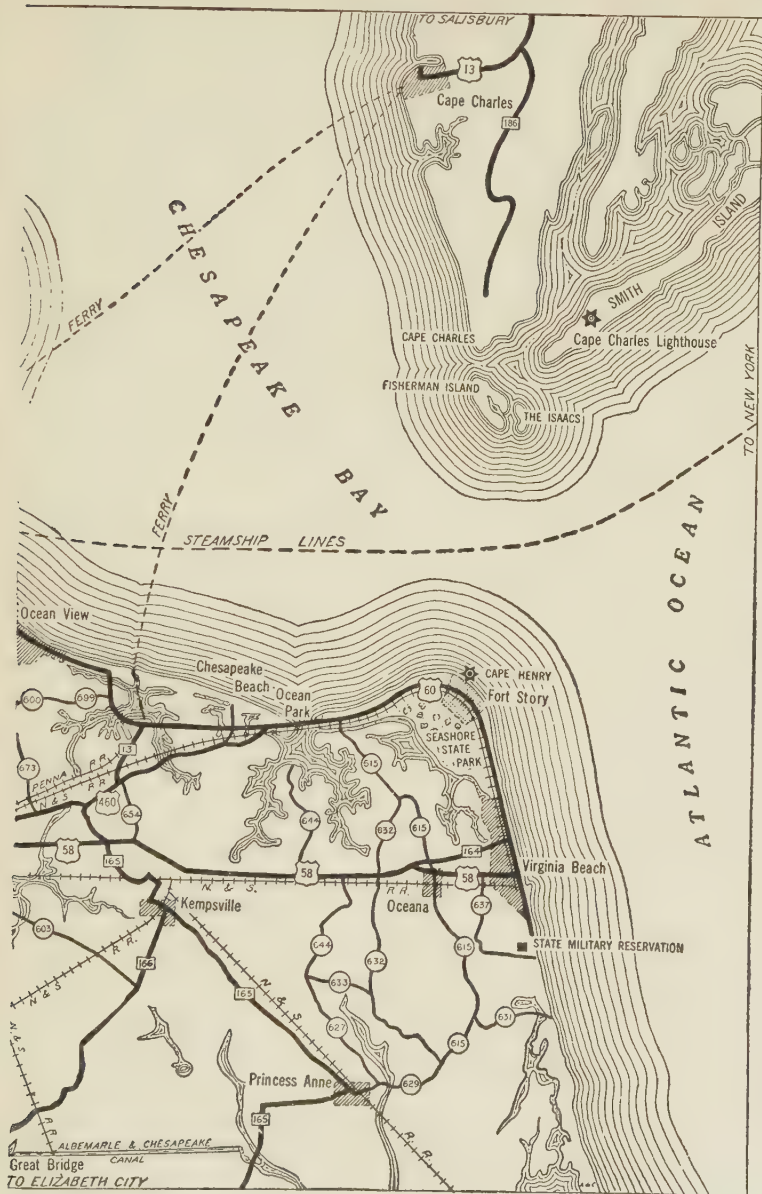 TO SALISBURY
13
Cape Charles
186
CHESAPEAKE BAY
ISLAND
SMITH
FERRY
Cape Charles Lighthouse
CAPE CHARLES
FISHERMAN ISLAND
THE ISAACS
TO NEW YORK
FERRY
STEAMSHIP LINES
ATLANTIC OCEAN
Ocean View
Chesapeake
Beach
Ocean
Park
CAPE HENRY
60
Fort Story
600
699
SEASHORE
STATE
PARK
13
R.R.
615
673
PENNA
N & S
R.R.
460
654
644
632
615
58
165
164
Virginia Beach
N. & S.
58
R.R.
58
Kempsville
Oceana
637
603
R.R.
644
632
615
STATE MILITARY RESERVATION
166
N & S
165
N. & S
633
631
N. & S
627
615
Princess Anne
629
165
R.R.
R.R.
ALBEMARLE & CHESAPEAKE
CANAL
Great Bridge
TO ELIZABETH CITY